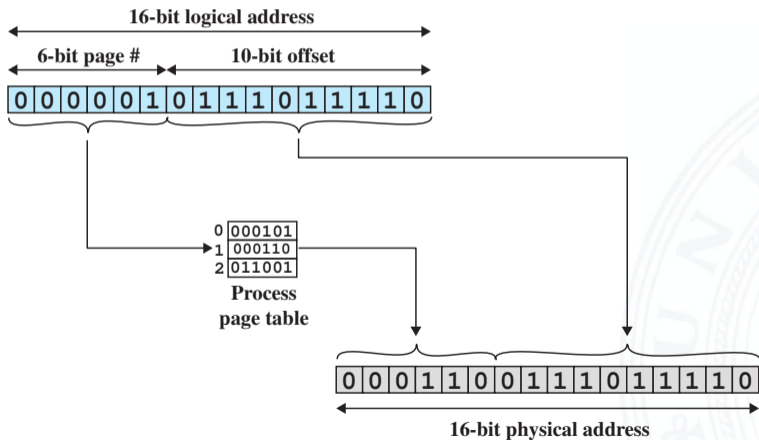 16-bit logical address
6-bit page # 10-bit offset
0 0 0 0 0 1 0 1 1 1 0 1 1 1 1 0
0 000101
1 000110
2 011001
Process
page table
0 0 0 1 1 0 0 1 1 1 0 1 1 1 1 0
16-bit physical address
U N I